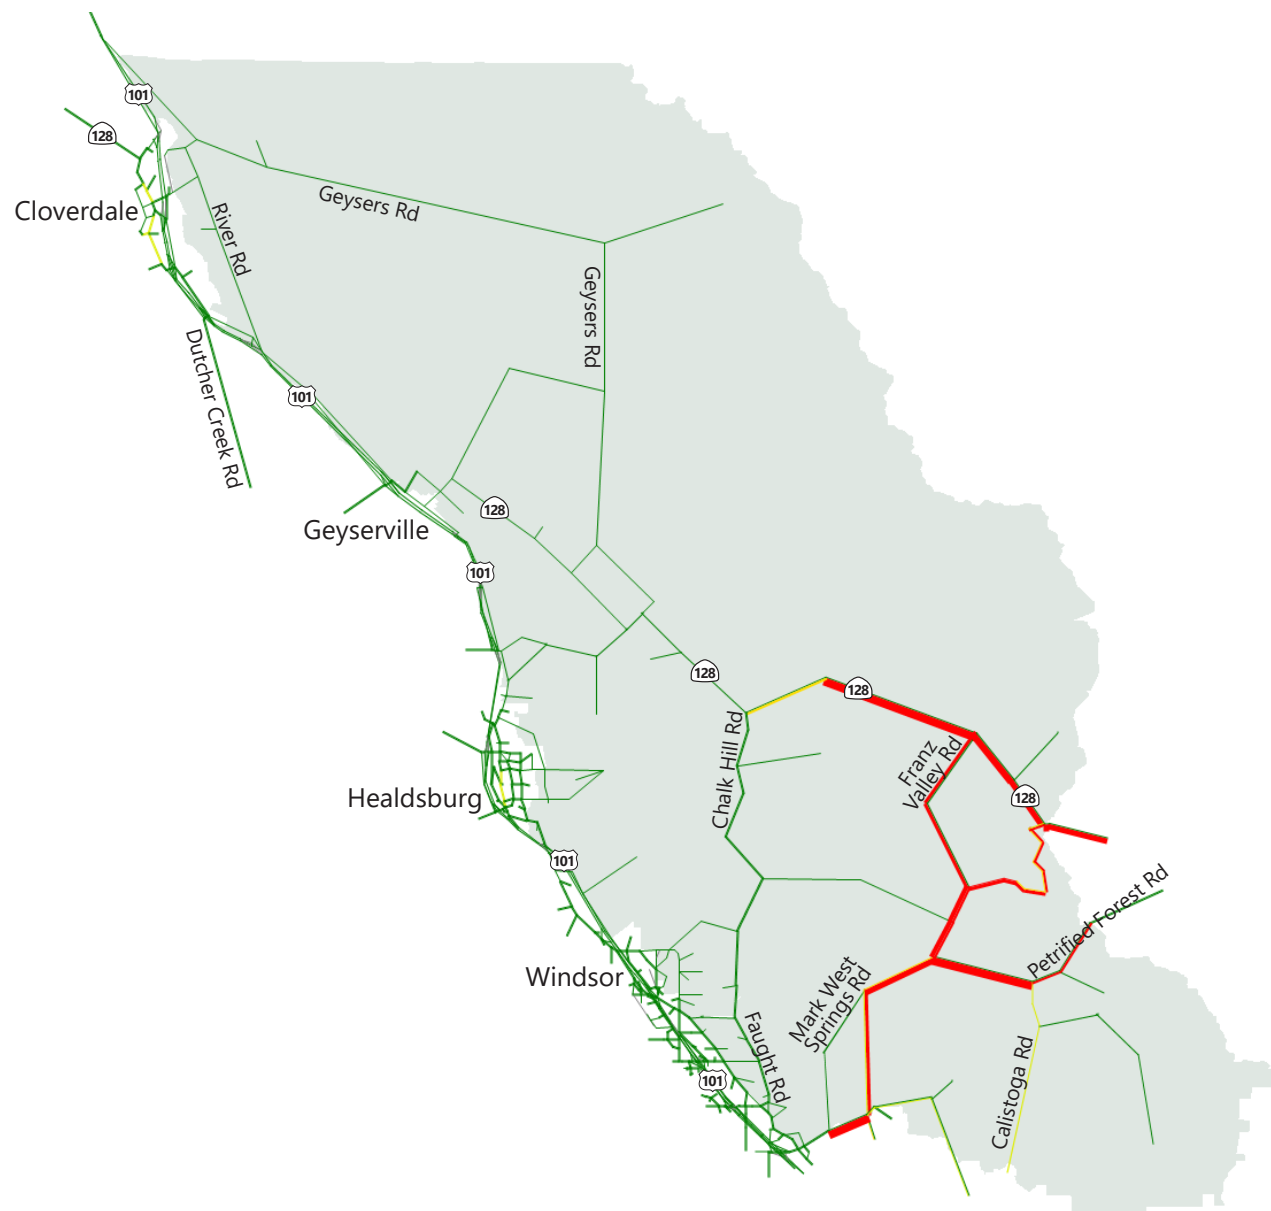 101
128
Cloverdale
Geysers Rd
River Rd
Geysers Rd
Dutcher Creek Rd
101
128
Geyserville
101
128
128
Chalk Hill Rd
Franz
Valley Rd
Healdsburg
128
101
Petrified Forest Rd
Windsor
Mark West
Springs Rd
Faught Rd
101
Calistoga Rd